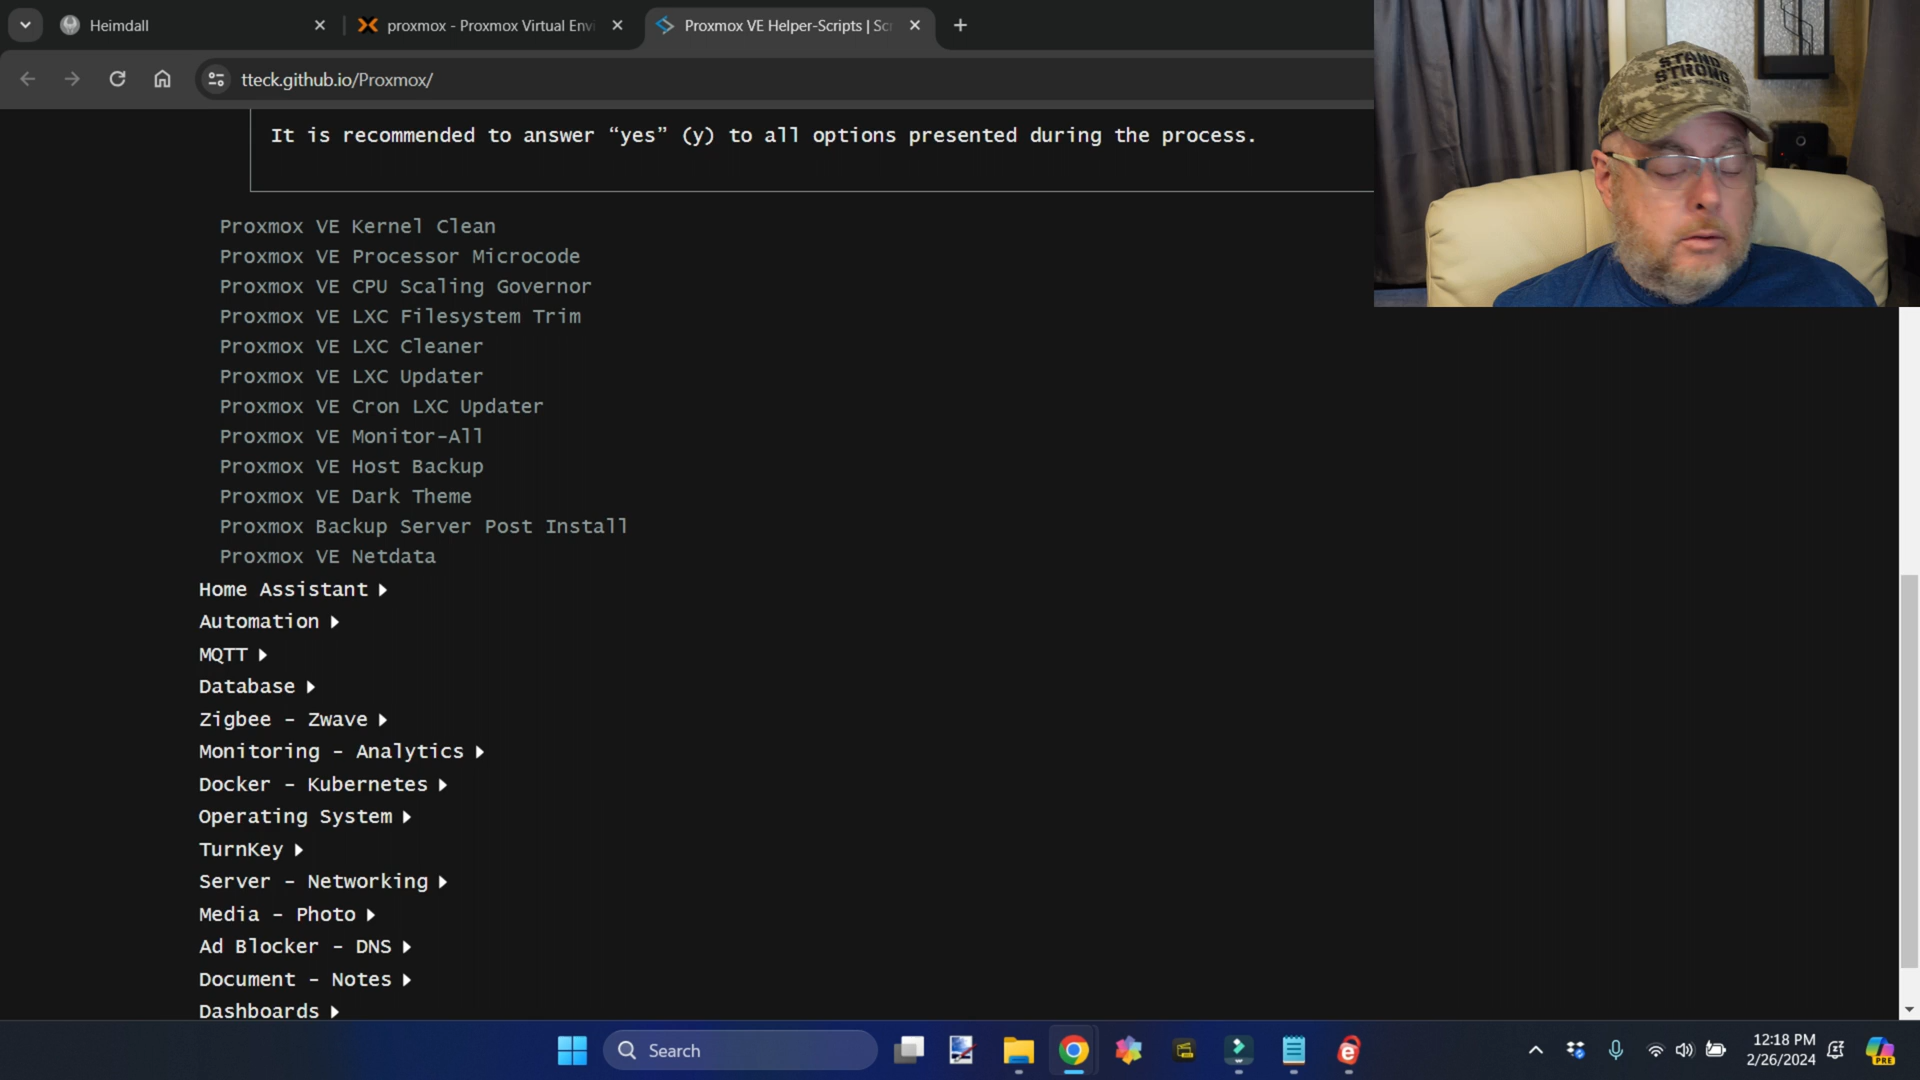 Heimdall
proxmox - Proxmox Virtual Envi
Proxmox VE Helper-Scripts | Scr
tteck.github.io/Proxmox/
STAND
STRONG
It is recommended to answer “yes” (y) to all options presented during the process.
Proxmox VE Kernel Clean
Proxmox VE Processor Microcode
Proxmox VE CPU Scaling Governor
Proxmox VE LXC Filesystem Trim
Proxmox VE LXC Cleaner
Proxmox VE LXC Updater
Proxmox VE Cron LXC Updater
Proxmox VE Monitor-All
Proxmox VE Host Backup
Proxmox VE Dark Theme
Proxmox Backup Server Post Install
Proxmox VE Netdata
Home Assistant
Automation
MQTT
Database
Zigbee - Zwave
Monitoring - Analytics
Docker - Kubernetes
Operating System
TurnKey
Server - Networking
Media - Photo
Ad Blocker - DNS
Document - Notes
Dashboards
Search
12:18 PM
2/26/2024
PRE